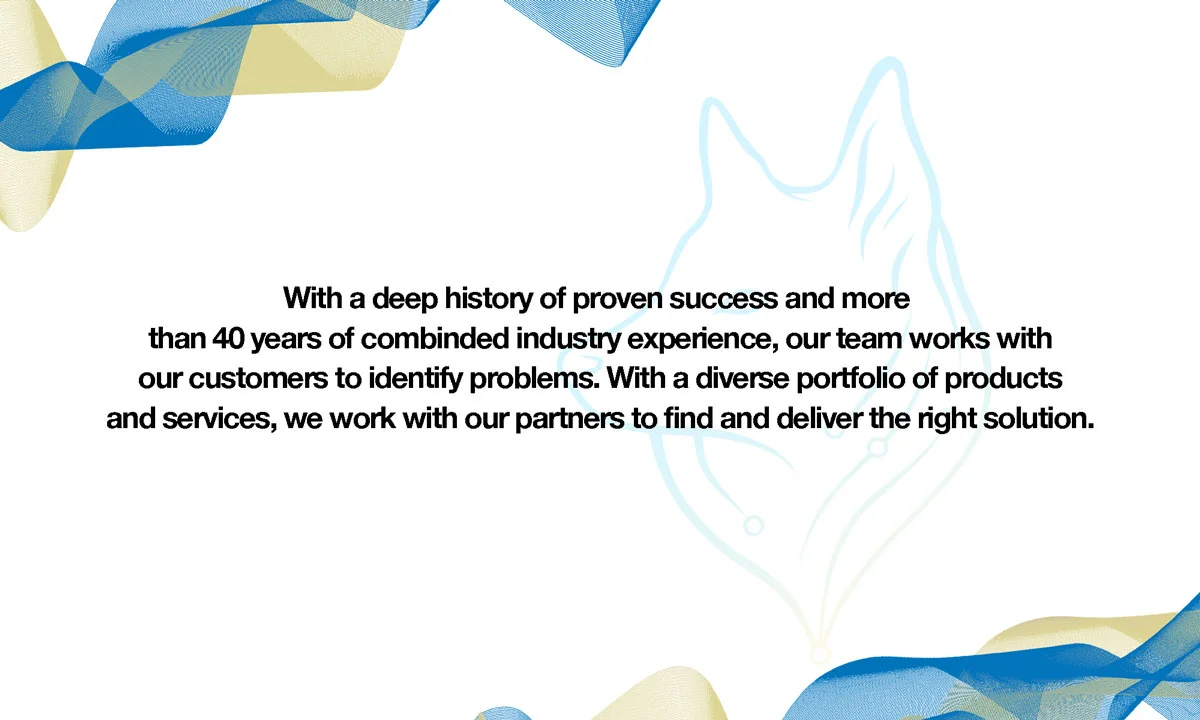 With a deep history of proven success and more
than 40 years of combinded industry experience, our team works with
our customers to identify problems. With a diverse portfolio of products
and services, we work with our partners to find and deliver the right solution.